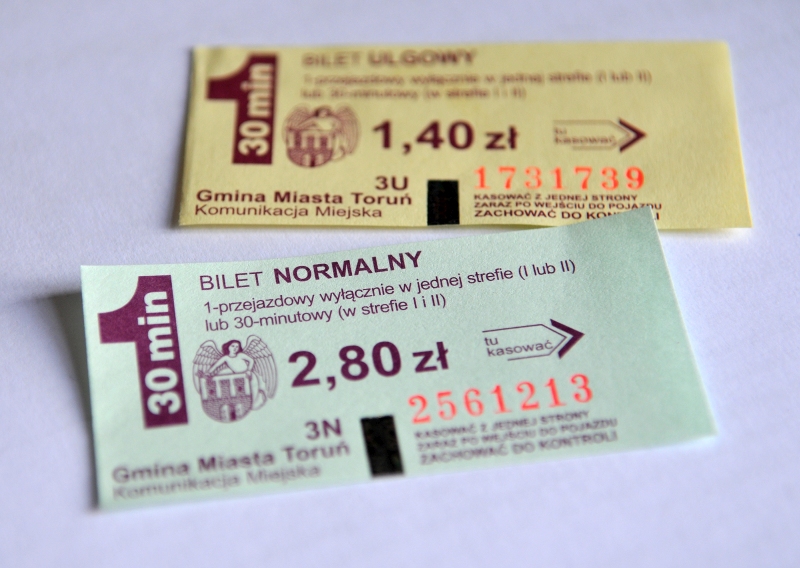 1
30 min
BILET ULGOWY
1-przejazdowy wyłącznie w jednej strefie (I lub II)
lub 30-minutowy (w strefie I i II)
1,40 zł
tu
kasować
3U
Gmina Miasta Toruń
Komunikacja Miejska
1731739
KASOWAĆ Z JEDNEJ STRONY
ZARAZ PO WEJŚCIU DO POJAZDU
ZACHOWAĆ DO KONTROLI
1
30 min
BILET NORMALNY
1-przejazdowy wyłącznie w jednej strefie (I lub II)
lub 30-minutowy (w strefie I i II)
2,80 zł
tu
kasować
3N
Gmina Miasta Toruń
Komunikacja Miejska
2561213
KASOWAĆ Z JEDNEJ STRONY
ZARAZ PO WEJŚCIU DO POJAZDU
ZACHOWAĆ DO KONTROLI